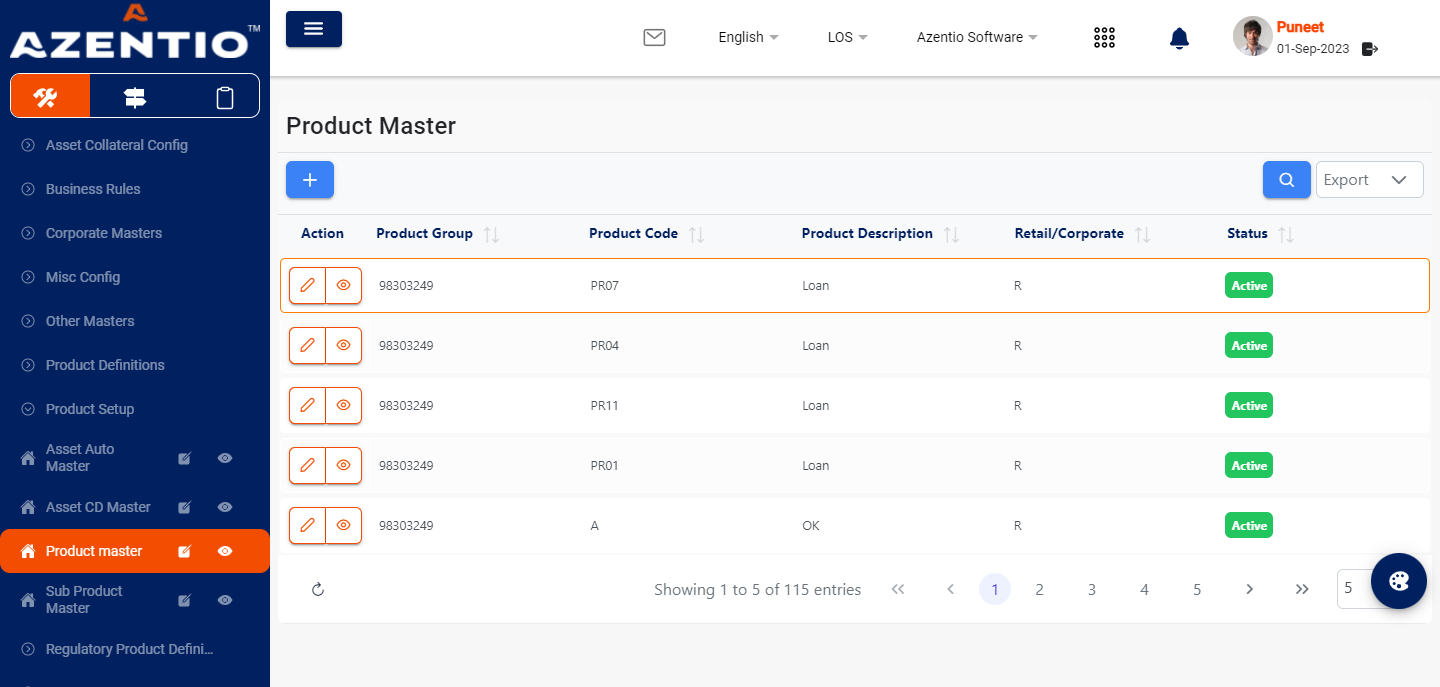 AZENTIO™
English
LOS
Azentio Software
Puneet
01-Sep-2023
Asset Collateral Config
Business Rules
Corporate Masters
Misc Config
Other Masters
Product Definitions
Product Setup
Asset Auto
Master
Asset CD Master
Product master
Sub Product
Master
Regulatory Product Defini...
Product Master
Export
Action Product Group Product Code Product Description Retail/Corporate Status
98303249 PR07 Loan R Active
98303249 PR04 Loan R Active
98303249 PR11 Loan R Active
98303249 PR01 Loan R Active
98303249 A OK R Active
Showing 1 to 5 of 115 entries 1 2 3 4 5 5